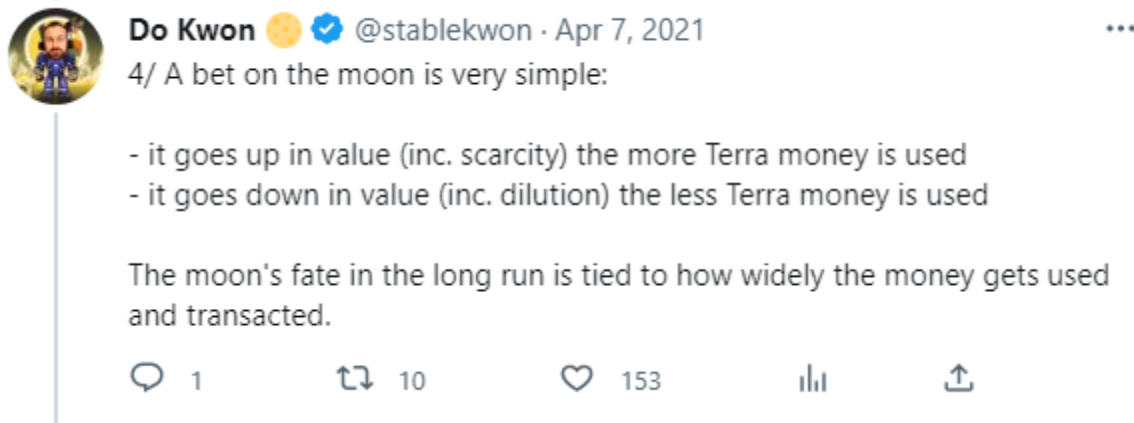 Do Kwon @stablekwon · Apr 7, 2021
4/ A bet on the moon is very simple:
- it goes up in value (inc. scarcity) the more Terra money is used
- it goes down in value (inc. dilution) the less Terra money is used
The moon's fate in the long run is tied to how widely the money gets used
and transacted.
1 10 153